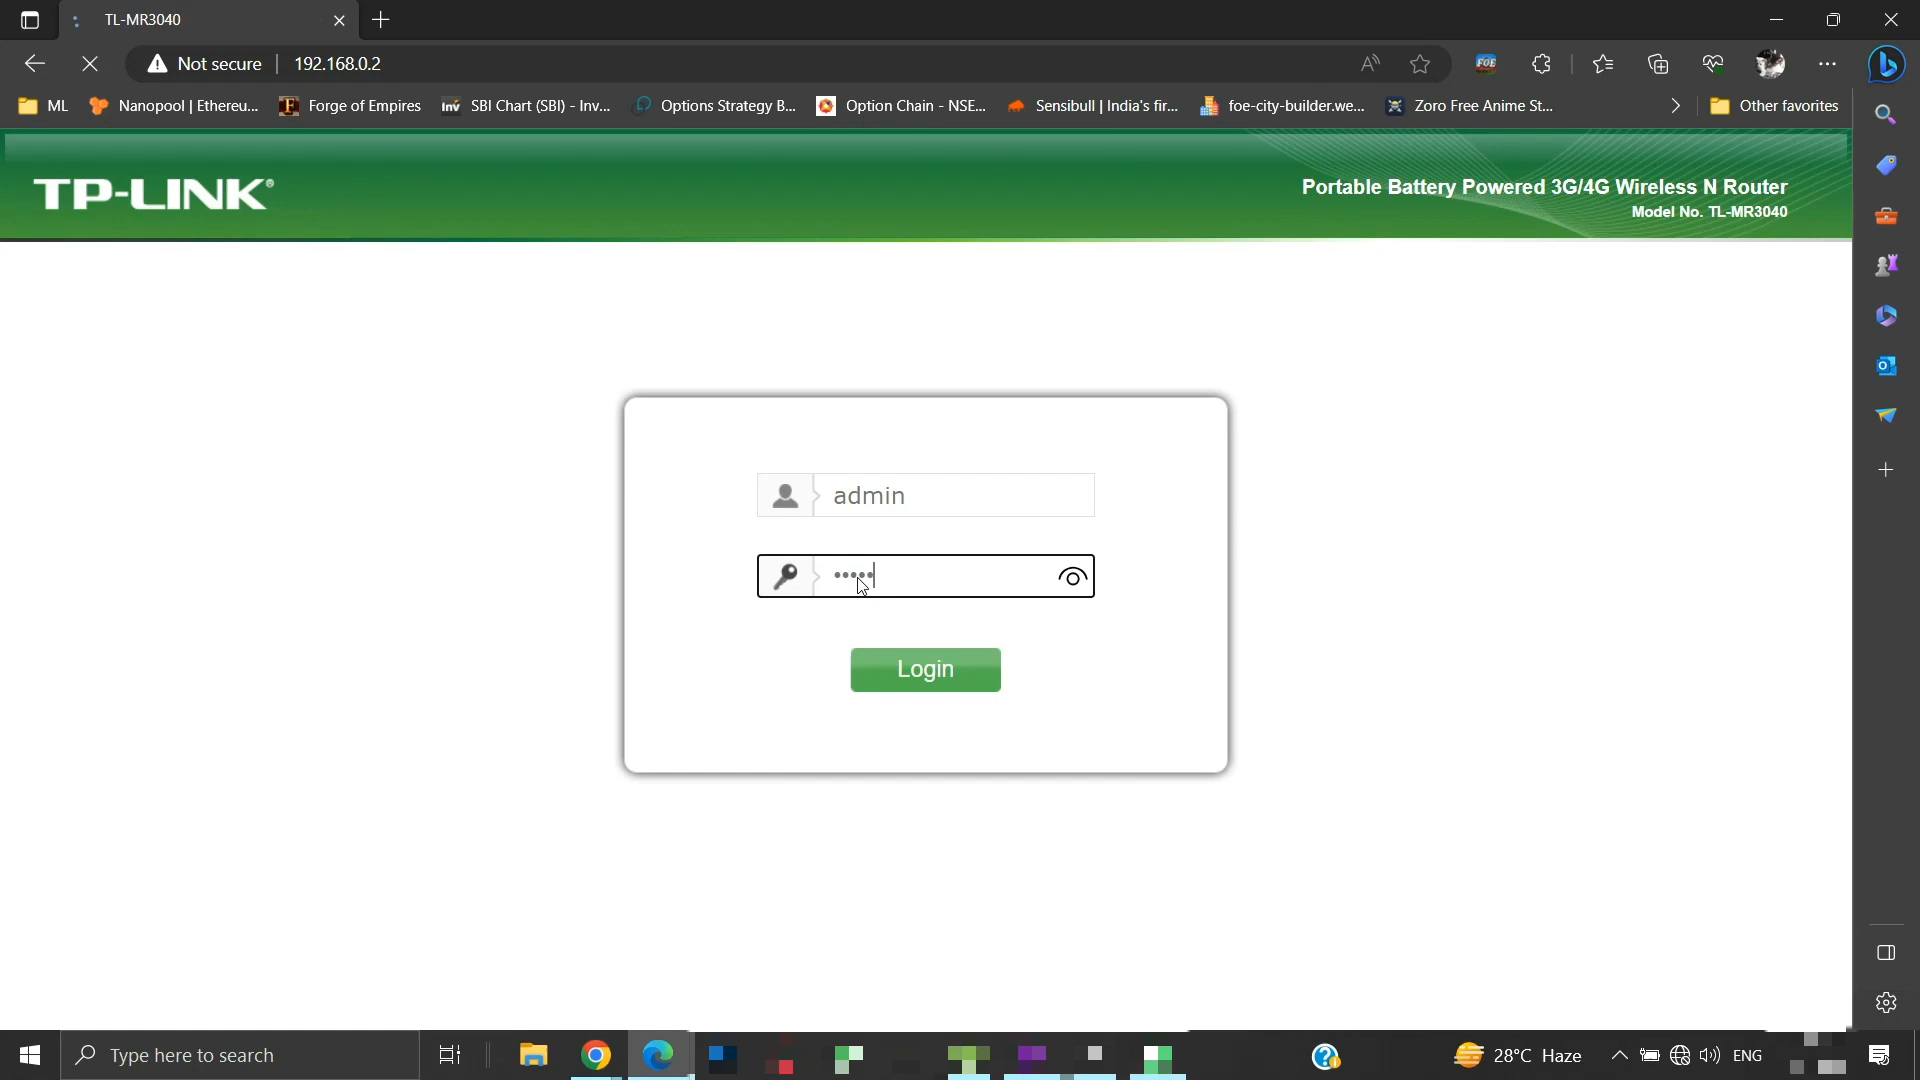 TL-MR3040
Not secure 192.168.0.2
ML Nanopool | Ethereu... Forge of Empires SBI Chart (SBI) - Inv... Options Strategy B... Option Chain - NSE... Sensibull | India's fir... foe-city-builder.we... Zoro Free Anime St... Other favorites
FOE
inv
TP-LINK®
Portable Battery Powered 3G/4G Wireless N Router
Model No. TL-MR3040
admin
•••••
Login
Type here to search
28°C Haze ENG